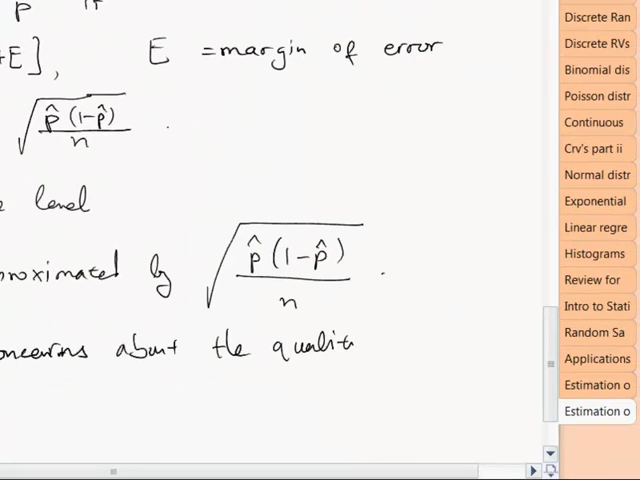 p if
+E], E = margin of error
√(p̂(1-p̂)/n) .
level
roximated by √(p̂(1-p̂)/n) .
oncerns about the qualit
Discrete Ran
Discrete RVs
Binomial dis
Poisson distr
Continuous
Crv's part ii
Normal distr
Exponential
Linear regre
Histograms
Review for
Intro to Stati
Random Sa
Applications
Estimation o
Estimation o